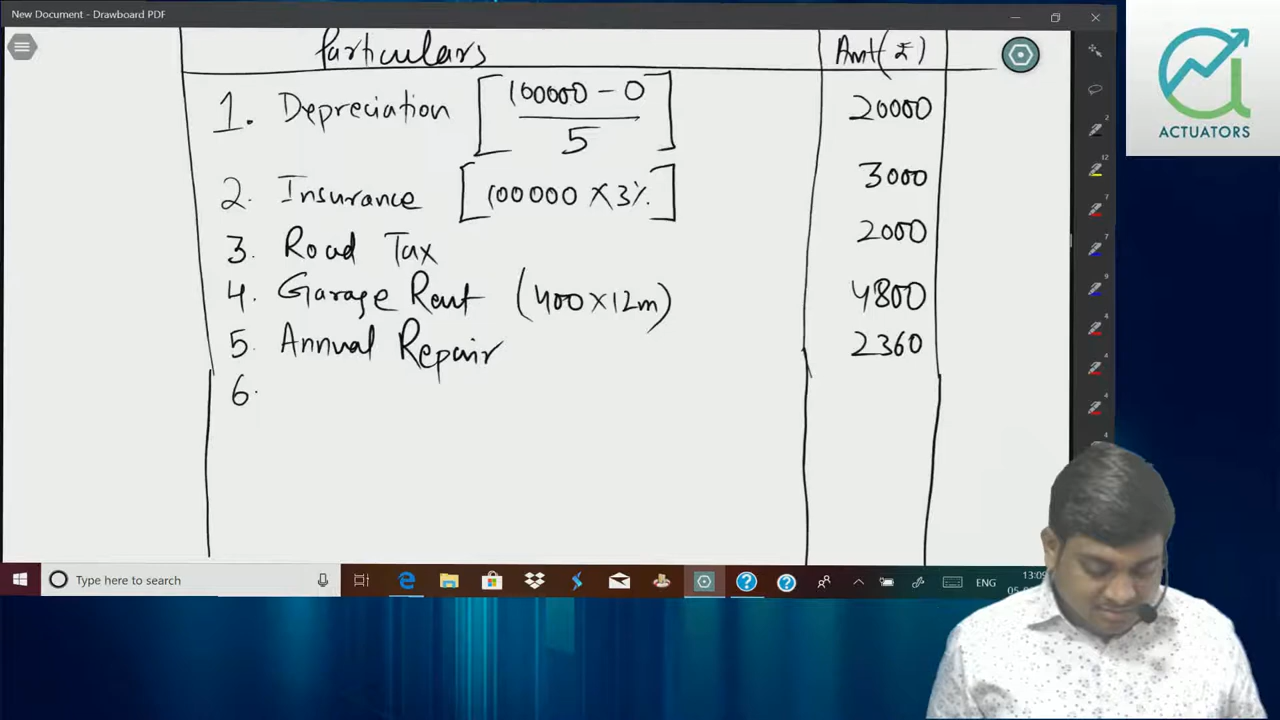 New Document - Drawboard PDF
Particulars Amt(₹)
1. Depreciation [100000 - 0 / 5] 20000
2. Insurance [100000 × 3%.] 3000
3. Road Tax 2000
4. Garage Rent (400×12m) 4800
5. Annual Repair 2360
6.
ACTUATORS
Type here to search
ENG
13:09